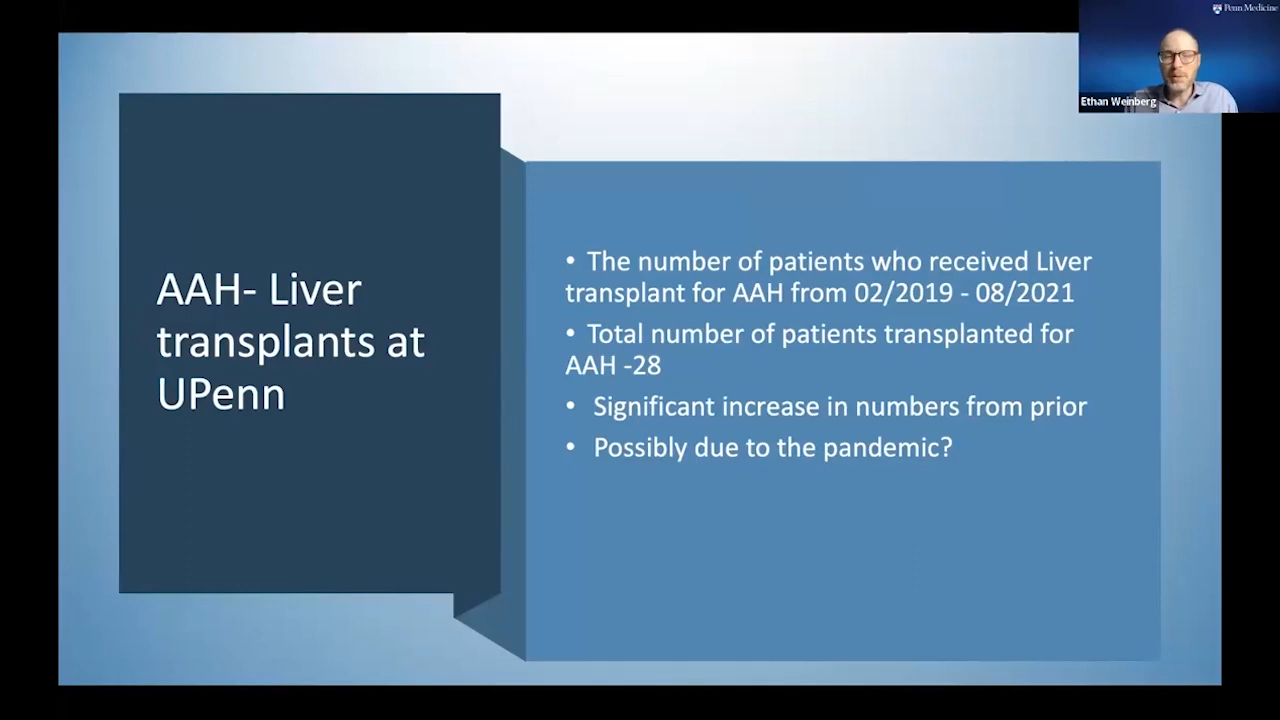 Penn Medicine
Ethan Weinberg
AAH- Liver
transplants at
UPenn
• The number of patients who received Liver
transplant for AAH from 02/2019 - 08/2021
• Total number of patients transplanted for
AAH -28
• Significant increase in numbers from prior
• Possibly due to the pandemic?